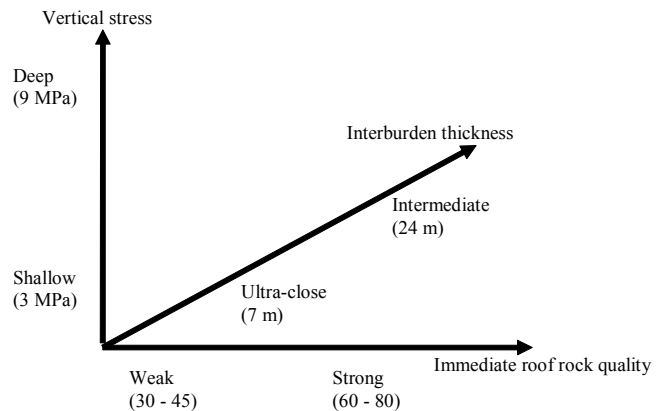 Vertical stress
Deep
(9 MPa)
Interburden thickness
Intermediate
(24 m)
Shallow
(3 MPa)
Ultra-close
(7 m)
Immediate roof rock quality
Weak
(30 - 45)
Strong
(60 - 80)